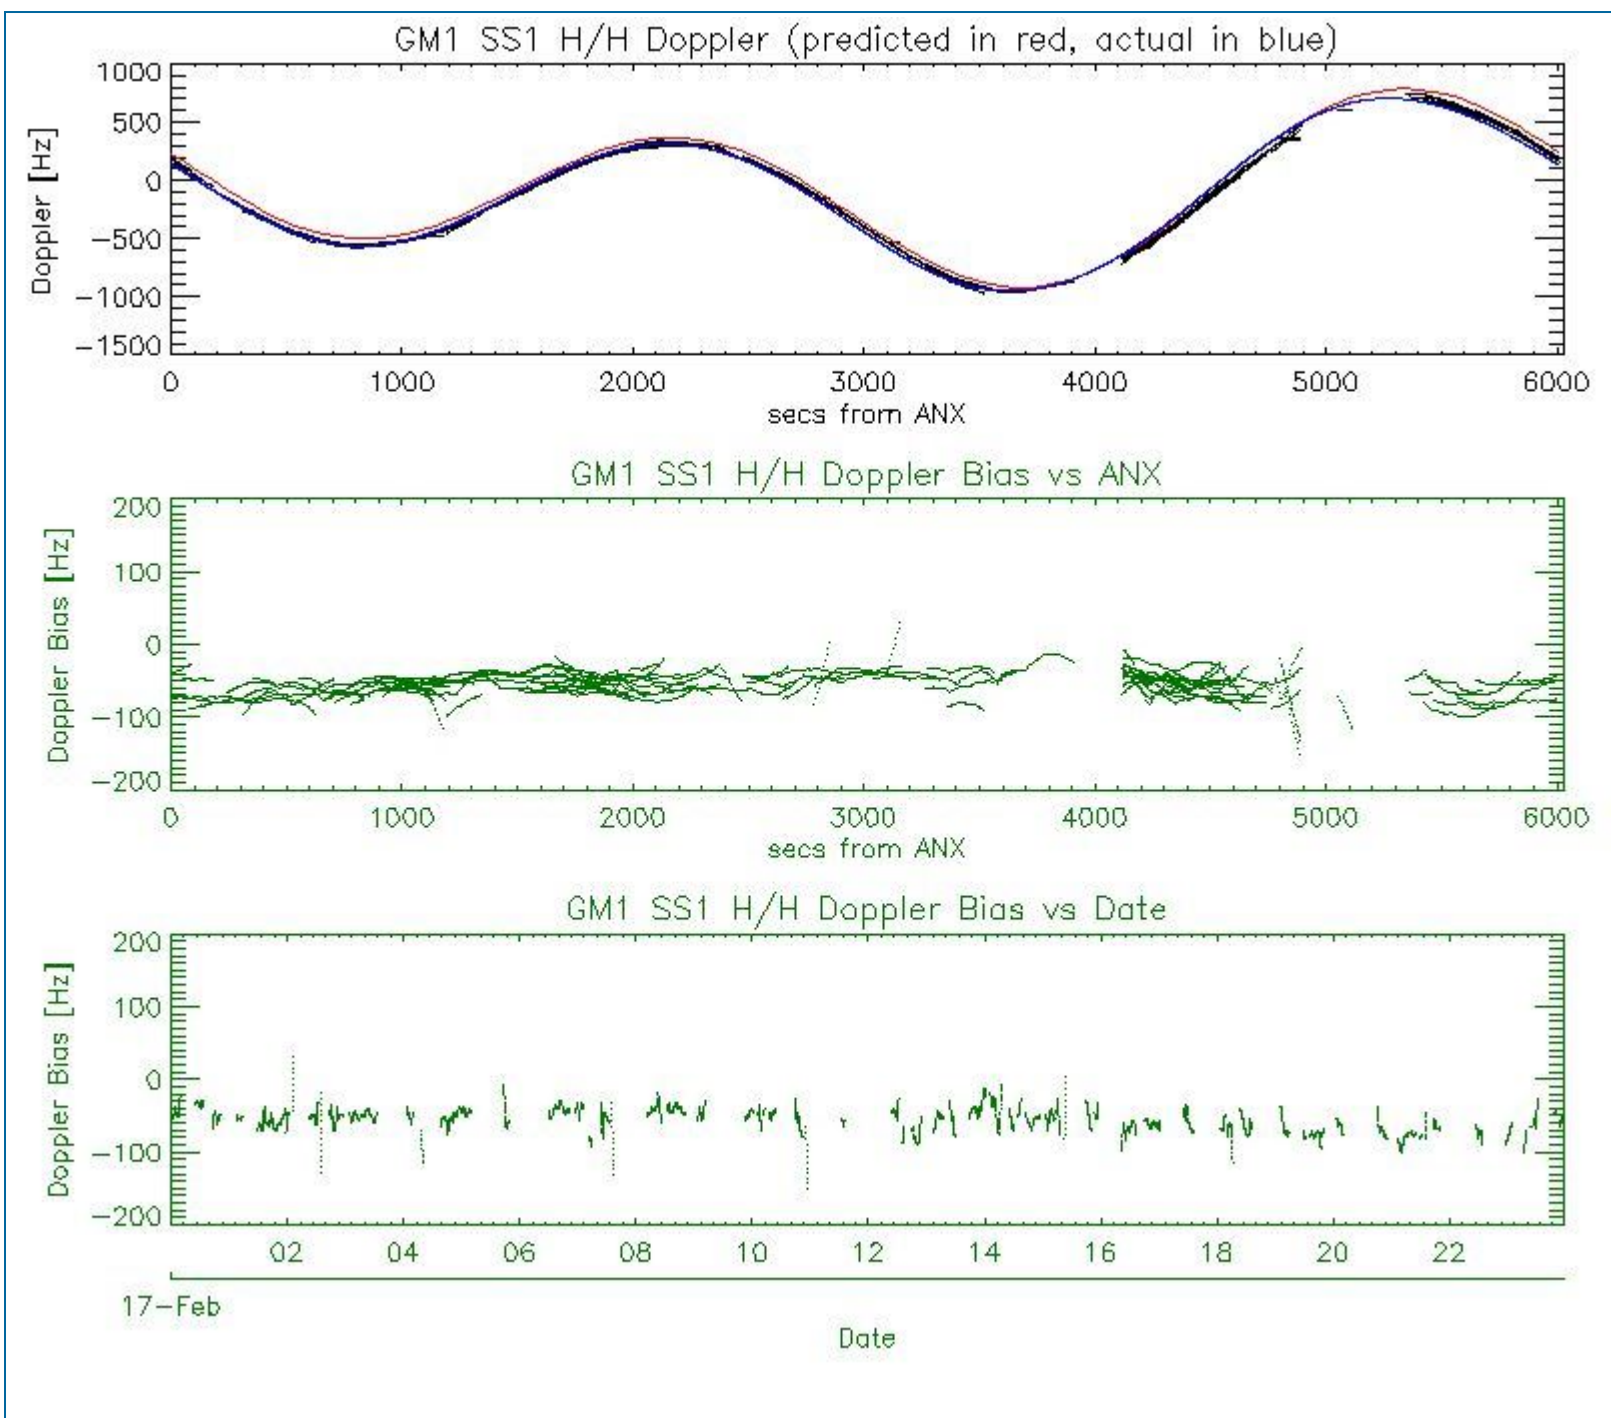 GM1 SS1 H/H Doppler (predicted in red, actual in blue)
1000
500
0
-500
-1000
-1500
Doppler [Hz]
0 1000 2000 3000 4000 5000 6000
secs from ANX
GM1 SS1 H/H Doppler Bias vs ANX
200
100
0
-100
-200
Doppler Bias [Hz]
0 1000 2000 3000 4000 5000 6000
secs from ANX
GM1 SS1 H/H Doppler Bias vs Date
200
100
0
-100
-200
Doppler Bias [Hz]
02 04 06 08 10 12 14 16 18 20 22
17-Feb
Date